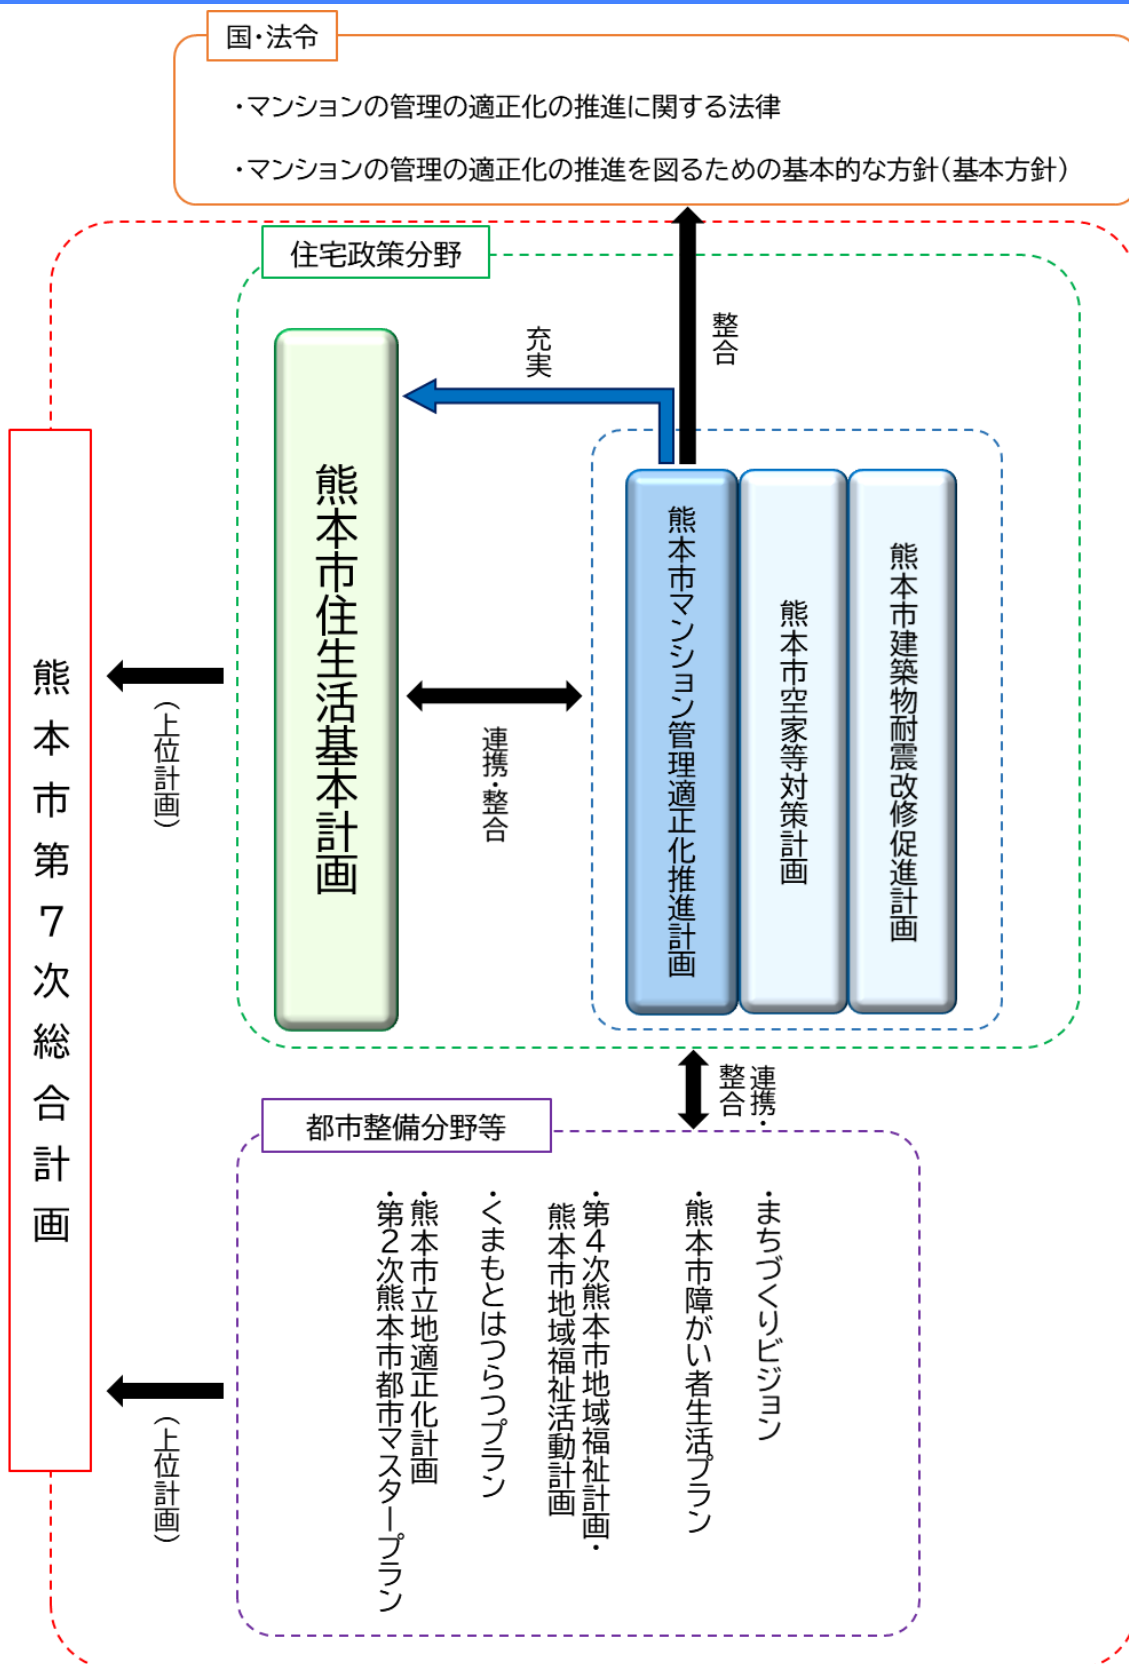 国・法令
・マンションの管理の適正化の推進に関する法律
・マンションの管理の適正化の推進を図るための基本的な方針(基本方針)
住宅政策分野
整合
充実
熊本市建築物耐震改修促進計画
熊本市空家等対策計画
熊本市マンション管理適正化推進計画
連携・整合
熊本市住生活基本計画
(上位計画)
熊本市第7次総合計画
連携・
整合
都市整備分野等
・まちづくりビジョン
・熊本市障がい者生活プラン
・第4次熊本市地域福祉計画・
熊本市地域福祉活動計画
・くまもとはつらつプラン
・熊本市立地適正化計画
・第2次熊本市都市マスタープラン
(上位計画)